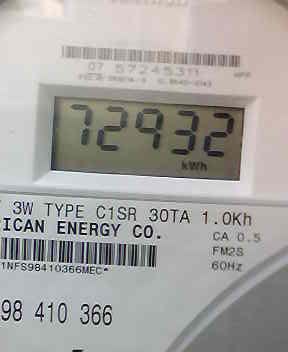 07 57245311
72932
kWh
3W TYPE C1SR 30TA 1.0Kh
ICAN ENERGY CO.
CA 0.5
FM2S
1NFS98410366MEC*
60Hz
98 410 366